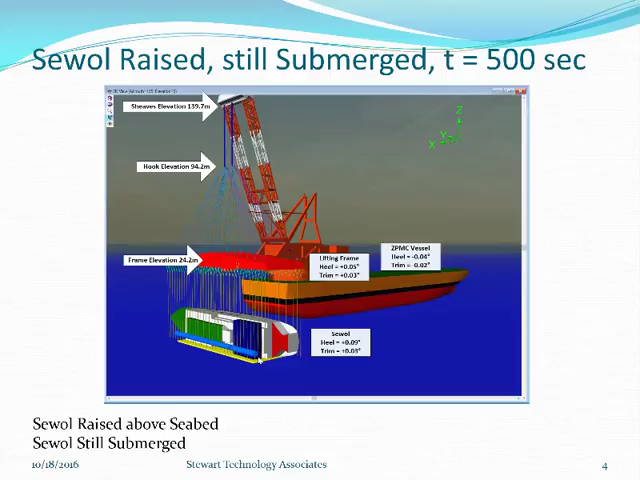 Sewol Raised, still Submerged, t = 500 sec
Sheaves Elevation 139.7m
Z
Y
X
Hook Elevation 94.2m
Frame Elevation 24.2m
Lifting Frame
Heel = +0.05°
Trim = +0.03°
ZPMC Vessel
Heel = -0.04°
Trim = -0.02°
Sewol
Heel = +0.09°
Trim = +0.03°
Sewol Raised above Seabed
Sewol Still Submerged
10/18/2016
Stewart Technology Associates
4